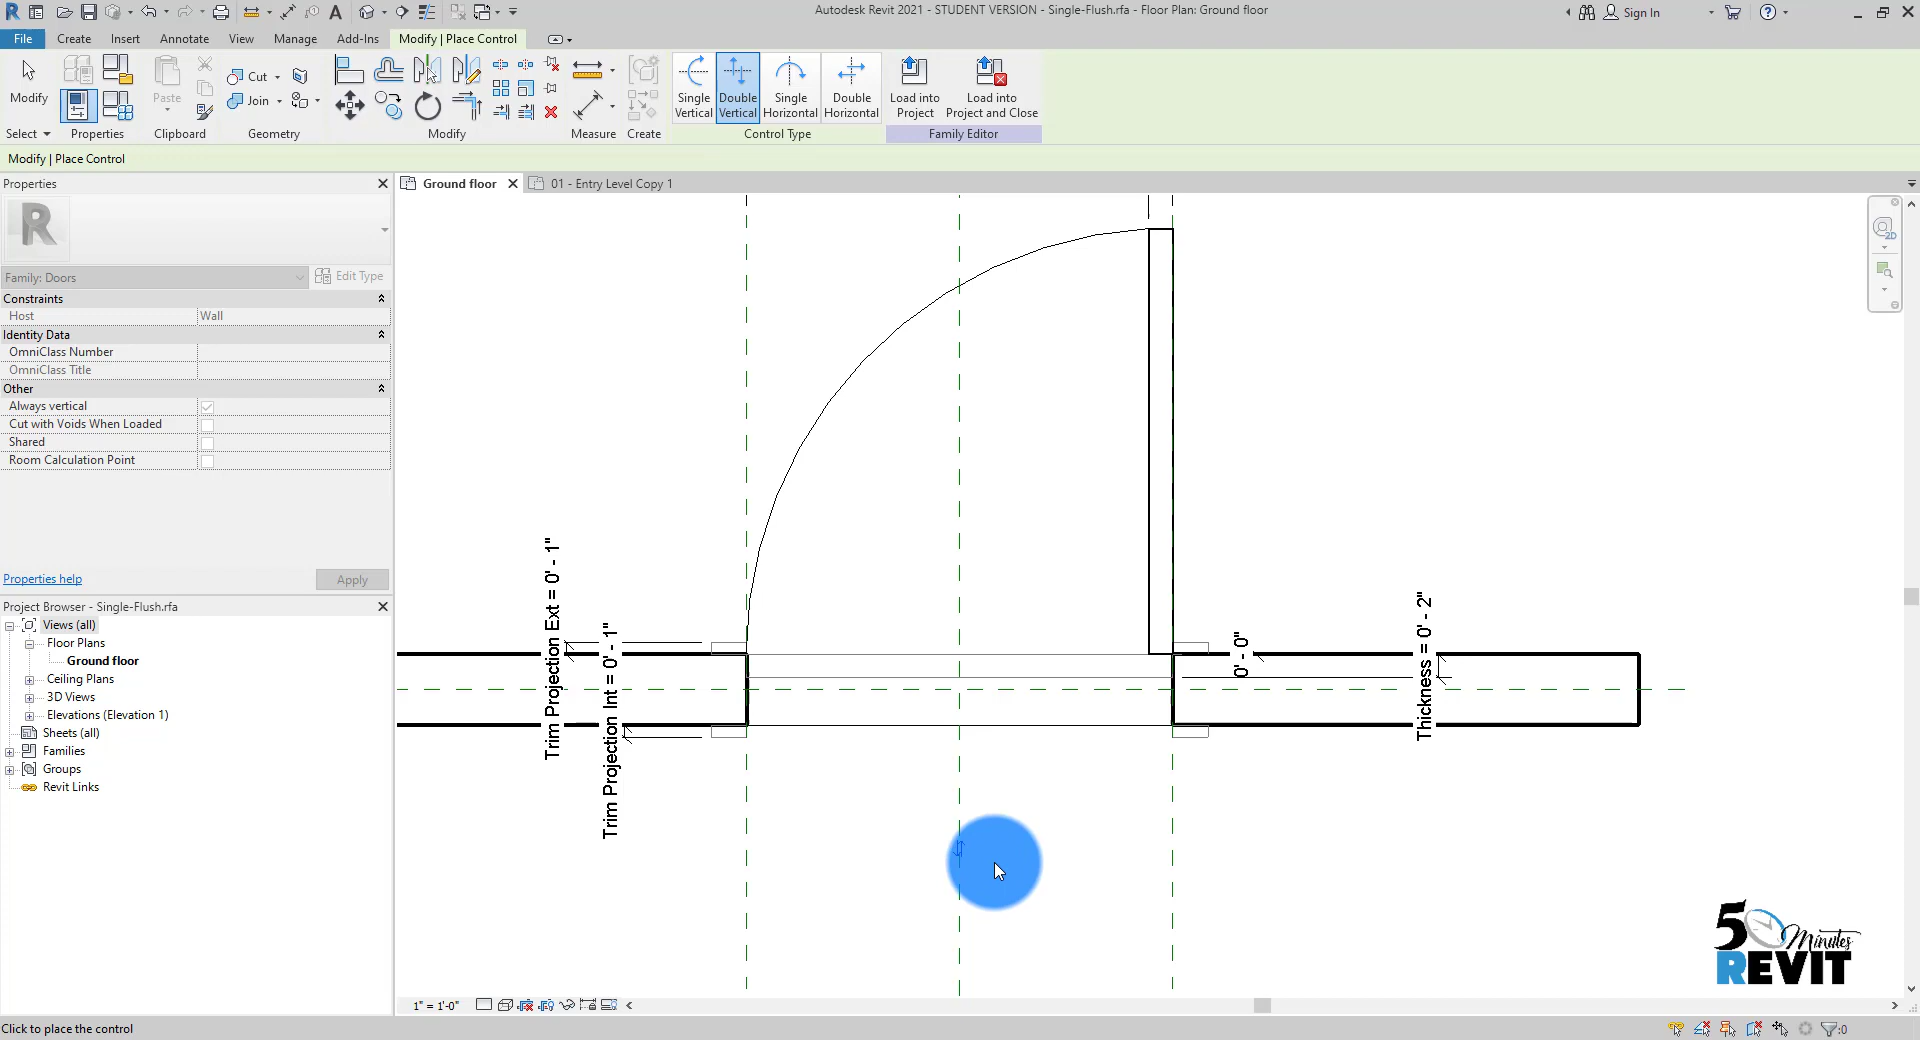 Autodesk Revit 2021 - STUDENT VERSION - Single-Flush.rfa - Floor Plan: Ground floor
Sign In
File Create Insert Annotate View Manage Add-Ins Modify | Place Control
Modify
Paste
Cut
Join
Single Vertical
Double Vertical
Single Horizontal
Double Horizontal
Load into Project
Load into Project and Close
Select Properties Clipboard Geometry Modify Measure Create Control Type Family Editor
Modify | Place Control
Properties
Ground floor
01 - Entry Level Copy 1
Family: Doors
Edit Type
Constraints
Host Wall
Identity Data
OmniClass Number
OmniClass Title
Other
Always vertical
Cut with Voids When Loaded
Shared
Room Calculation Point
Properties help
Apply
Project Browser - Single-Flush.rfa
Views (all)
Floor Plans
Ground floor
Ceiling Plans
3D Views
Elevations (Elevation 1)
Sheets (all)
Families
Groups
Revit Links
2D
Trim Projection Ext = 0' - 1"
Trim Projection Int = 0' - 1"
0' - 0"
Thickness = 0' - 2"
5 Minutes
REVIT
1" = 1'-0"
Click to place the control
:0